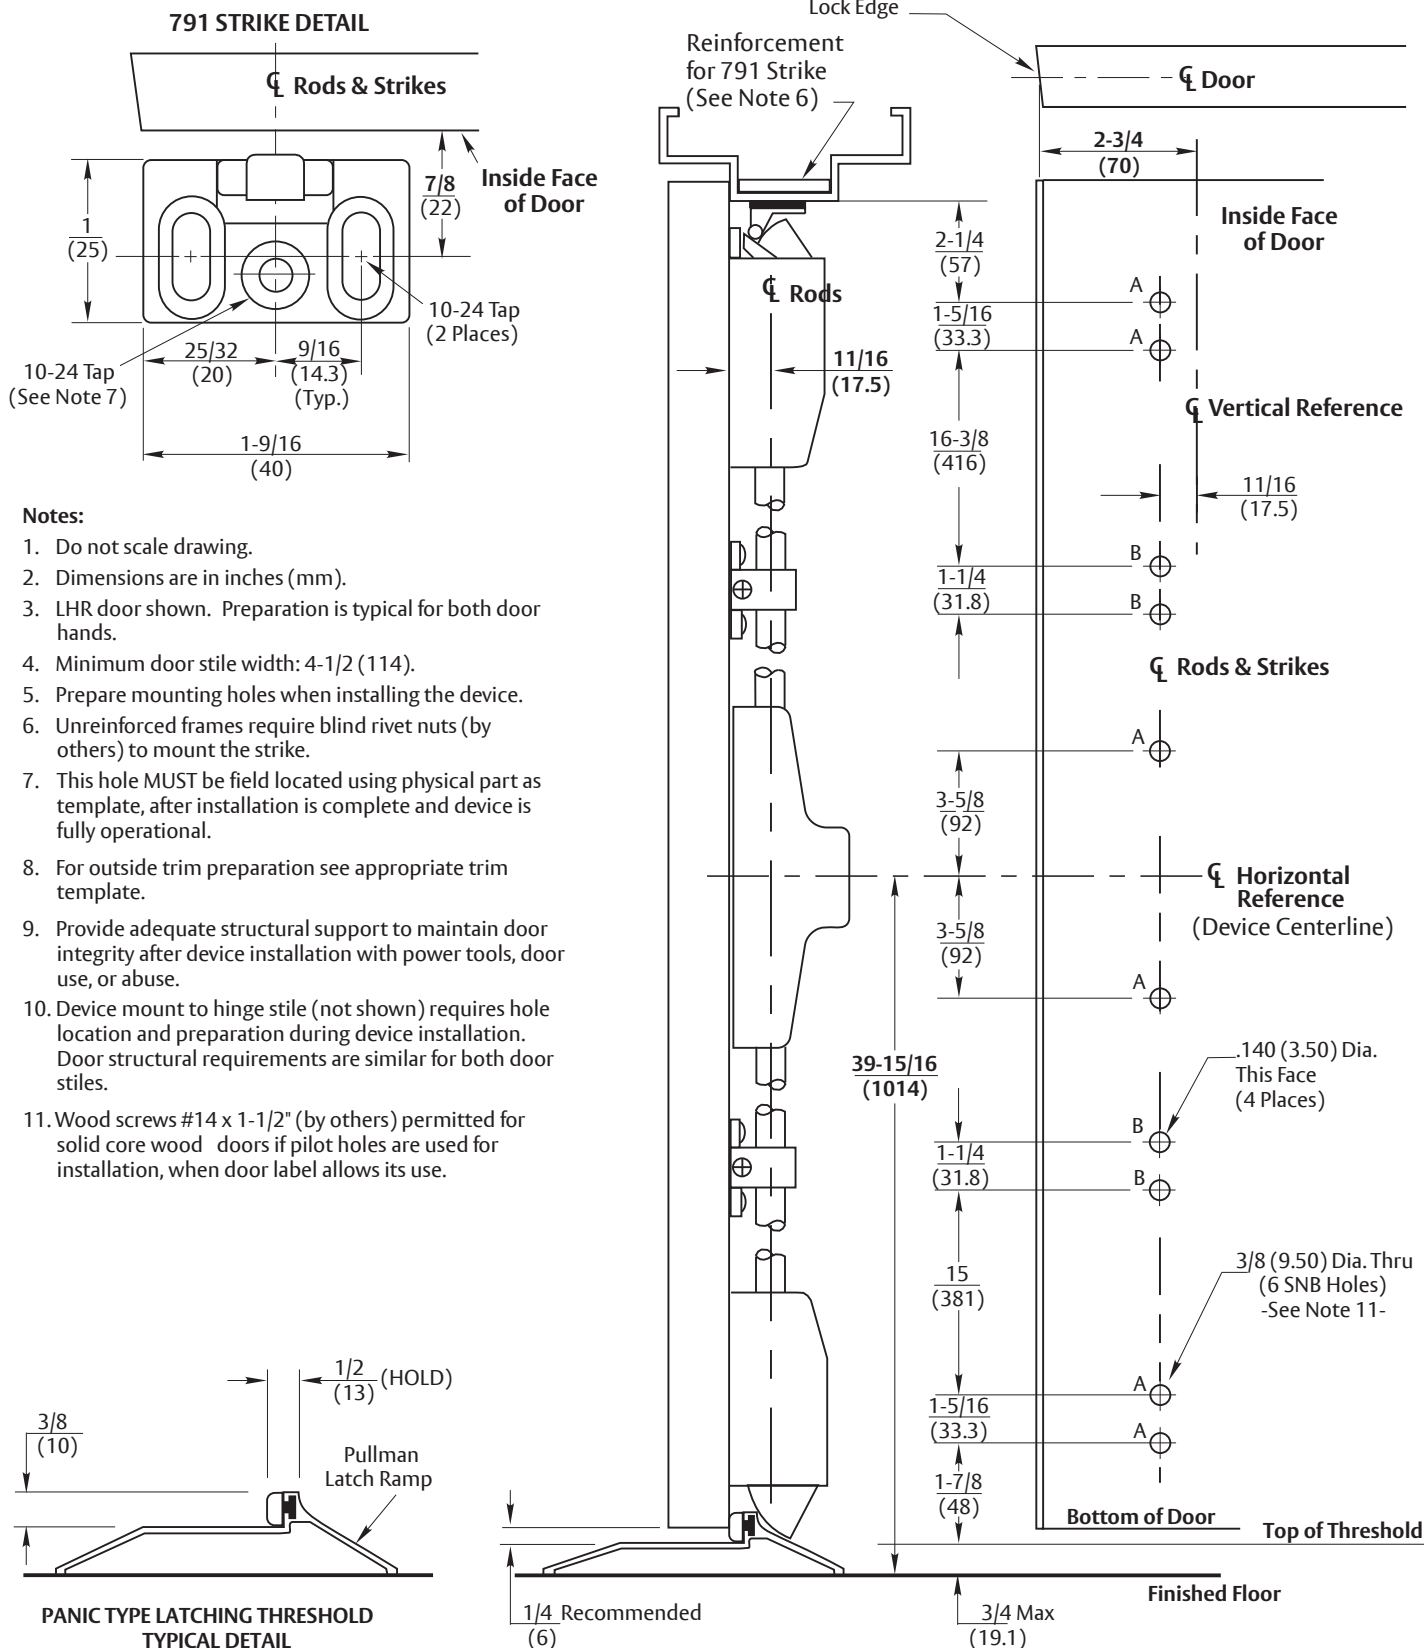 791 STRIKE DETAIL
℄ Rods & Strikes
Inside Face
of Door
7/8
(22)
1
(25)
10-24 Tap
(2 Places)
10-24 Tap
(See Note 7)
25/32
(20)
9/16
(14.3)
(Typ.)
1-9/16
(40)
Notes:
1. Do not scale drawing.
2. Dimensions are in inches (mm).
3. LHR door shown. Preparation is typical for both door
hands.
4. Minimum door stile width: 4-1/2 (114).
5. Prepare mounting holes when installing the device.
6. Unreinforced frames require blind rivet nuts (by
others) to mount the strike.
7. This hole MUST be field located using physical part as
template, after installation is complete and device is
fully operational.
8. For outside trim preparation see appropriate trim
template.
9. Provide adequate structural support to maintain door
integrity after device installation with power tools, door
use, or abuse.
10. Device mount to hinge stile (not shown) requires hole
location and preparation during device installation.
Door structural requirements are similar for both door
stiles.
11. Wood screws #14 x 1-1/2" (by others) permitted for
solid core wood doors if pilot holes are used for
installation, when door label allows its use.
1/2
(13)
(HOLD)
3/8
(10)
Pullman
Latch Ramp
PANIC TYPE LATCHING THRESHOLD
TYPICAL DETAIL
Lock Edge
Reinforcement
for 791 Strike
(See Note 6)
℄ Door
2-3/4
(70)
Inside Face
of Door
2-1/4
(57)
℄ Rods
A
1-5/16
(33.3)
A
11/16
(17.5)
℄ Vertical Reference
16-3/8
(416)
11/16
(17.5)
B
1-1/4
(31.8)
B
℄ Rods & Strikes
A
3-5/8
(92)
℄ Horizontal
Reference
(Device Centerline)
3-5/8
(92)
A
39-15/16
(1014)
.140 (3.50) Dia.
This Face
(4 Places)
B
1-1/4
(31.8)
B
15
(381)
3/8 (9.50) Dia. Thru
(6 SNB Holes)
-See Note 11-
A
1-5/16
(33.3)
A
1-7/8
(48)
Bottom of Door
Top of Threshold
Finished Floor
1/4 Recommended
(6)
3/4 Max
(19.1)